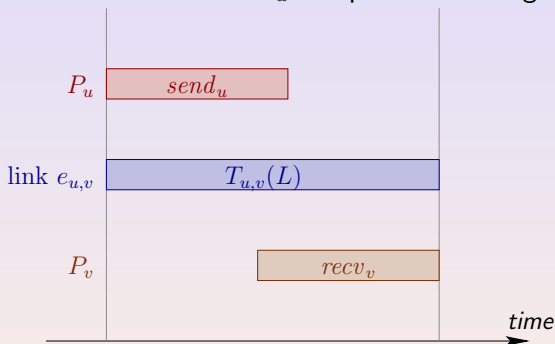 P_u send_u
link e_{u,v} T_{u,v}(L)
P_v recv_v
time